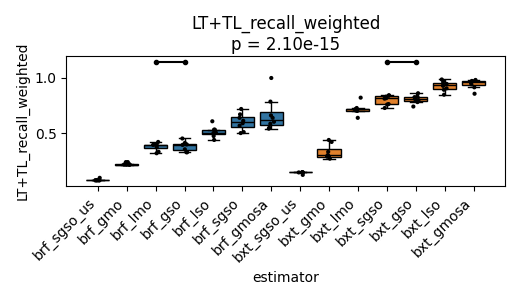 LT+TL_recall_weighted
p = 2.10e-15
LT+TL_recall_weighted
1.0
0.5
brf_sgso_us
brf_gmo
brf_lmo
brf_gso
brf_lso
brf_sgso
brf_gmosa
bxt_sgso_us
bxt_gmo
bxt_lmo
bxt_sgso
bxt_gso
bxt_lso
bxt_gmosa
estimator